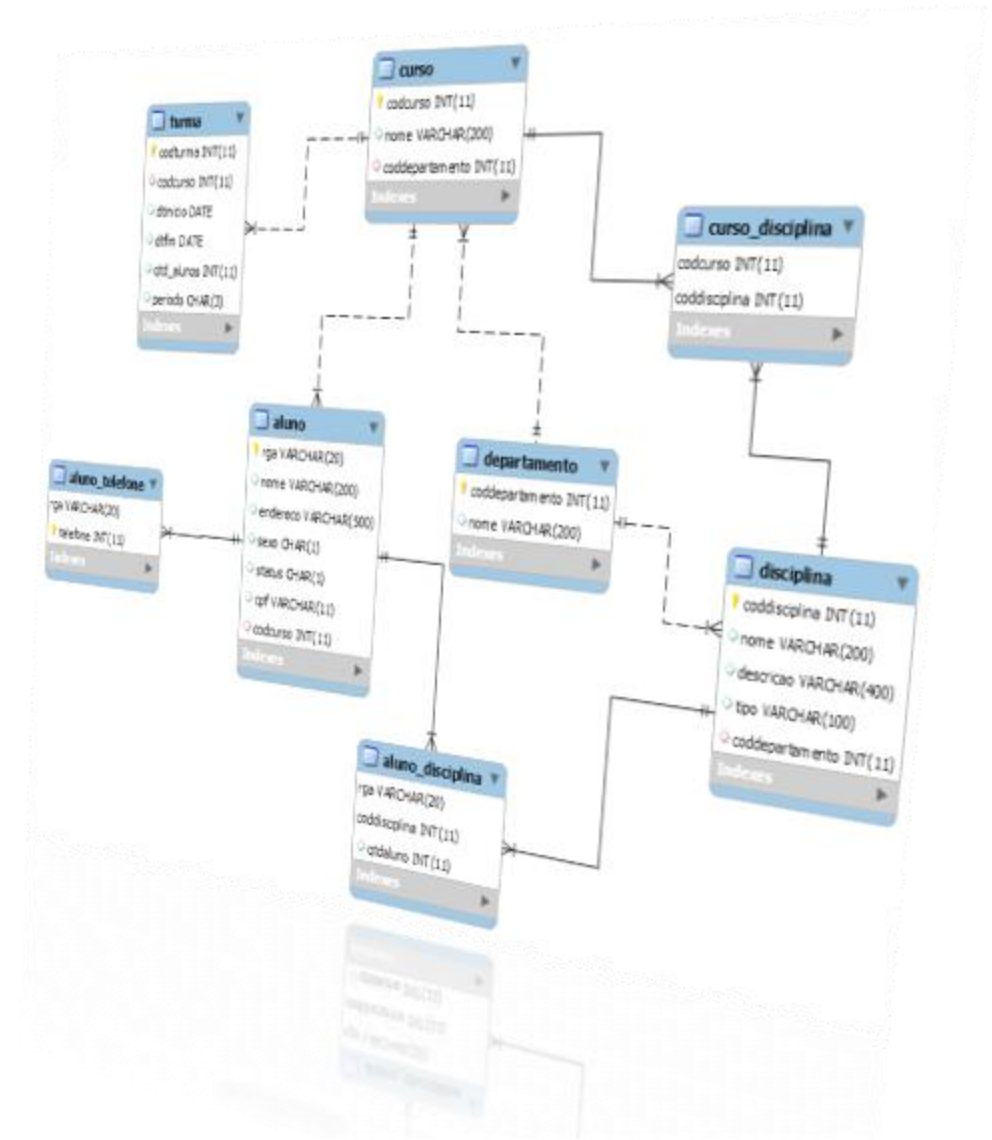 curso
codcurso INT(11)
nome VARCHAR(200)
coddepartamento INT(11)
Indexes
turma
codturma INT(11)
codcurso INT(11)
dtinicio DATE
dtfim DATE
qtd_alunos INT(11)
periodo CHAR(3)
Indexes
curso_disciplina
codcurso INT(11)
coddisciplina INT(11)
Indexes
aluno
rga VARCHAR(20)
nome VARCHAR(200)
endereco VARCHAR(500)
sexo CHAR(1)
status CHAR(1)
cpf VARCHAR(11)
codcurso INT(11)
Indexes
aluno_telefone
rga VARCHAR(20)
telefone INT(11)
Indexes
departamento
coddepartamento INT(11)
nome VARCHAR(200)
Indexes
disciplina
coddisciplina INT(11)
nome VARCHAR(200)
descricao VARCHAR(400)
tipo VARCHAR(100)
coddepartamento INT(11)
Indexes
aluno_disciplina
rga VARCHAR(20)
coddisciplina INT(11)
qtdaluno INT(11)
Indexes